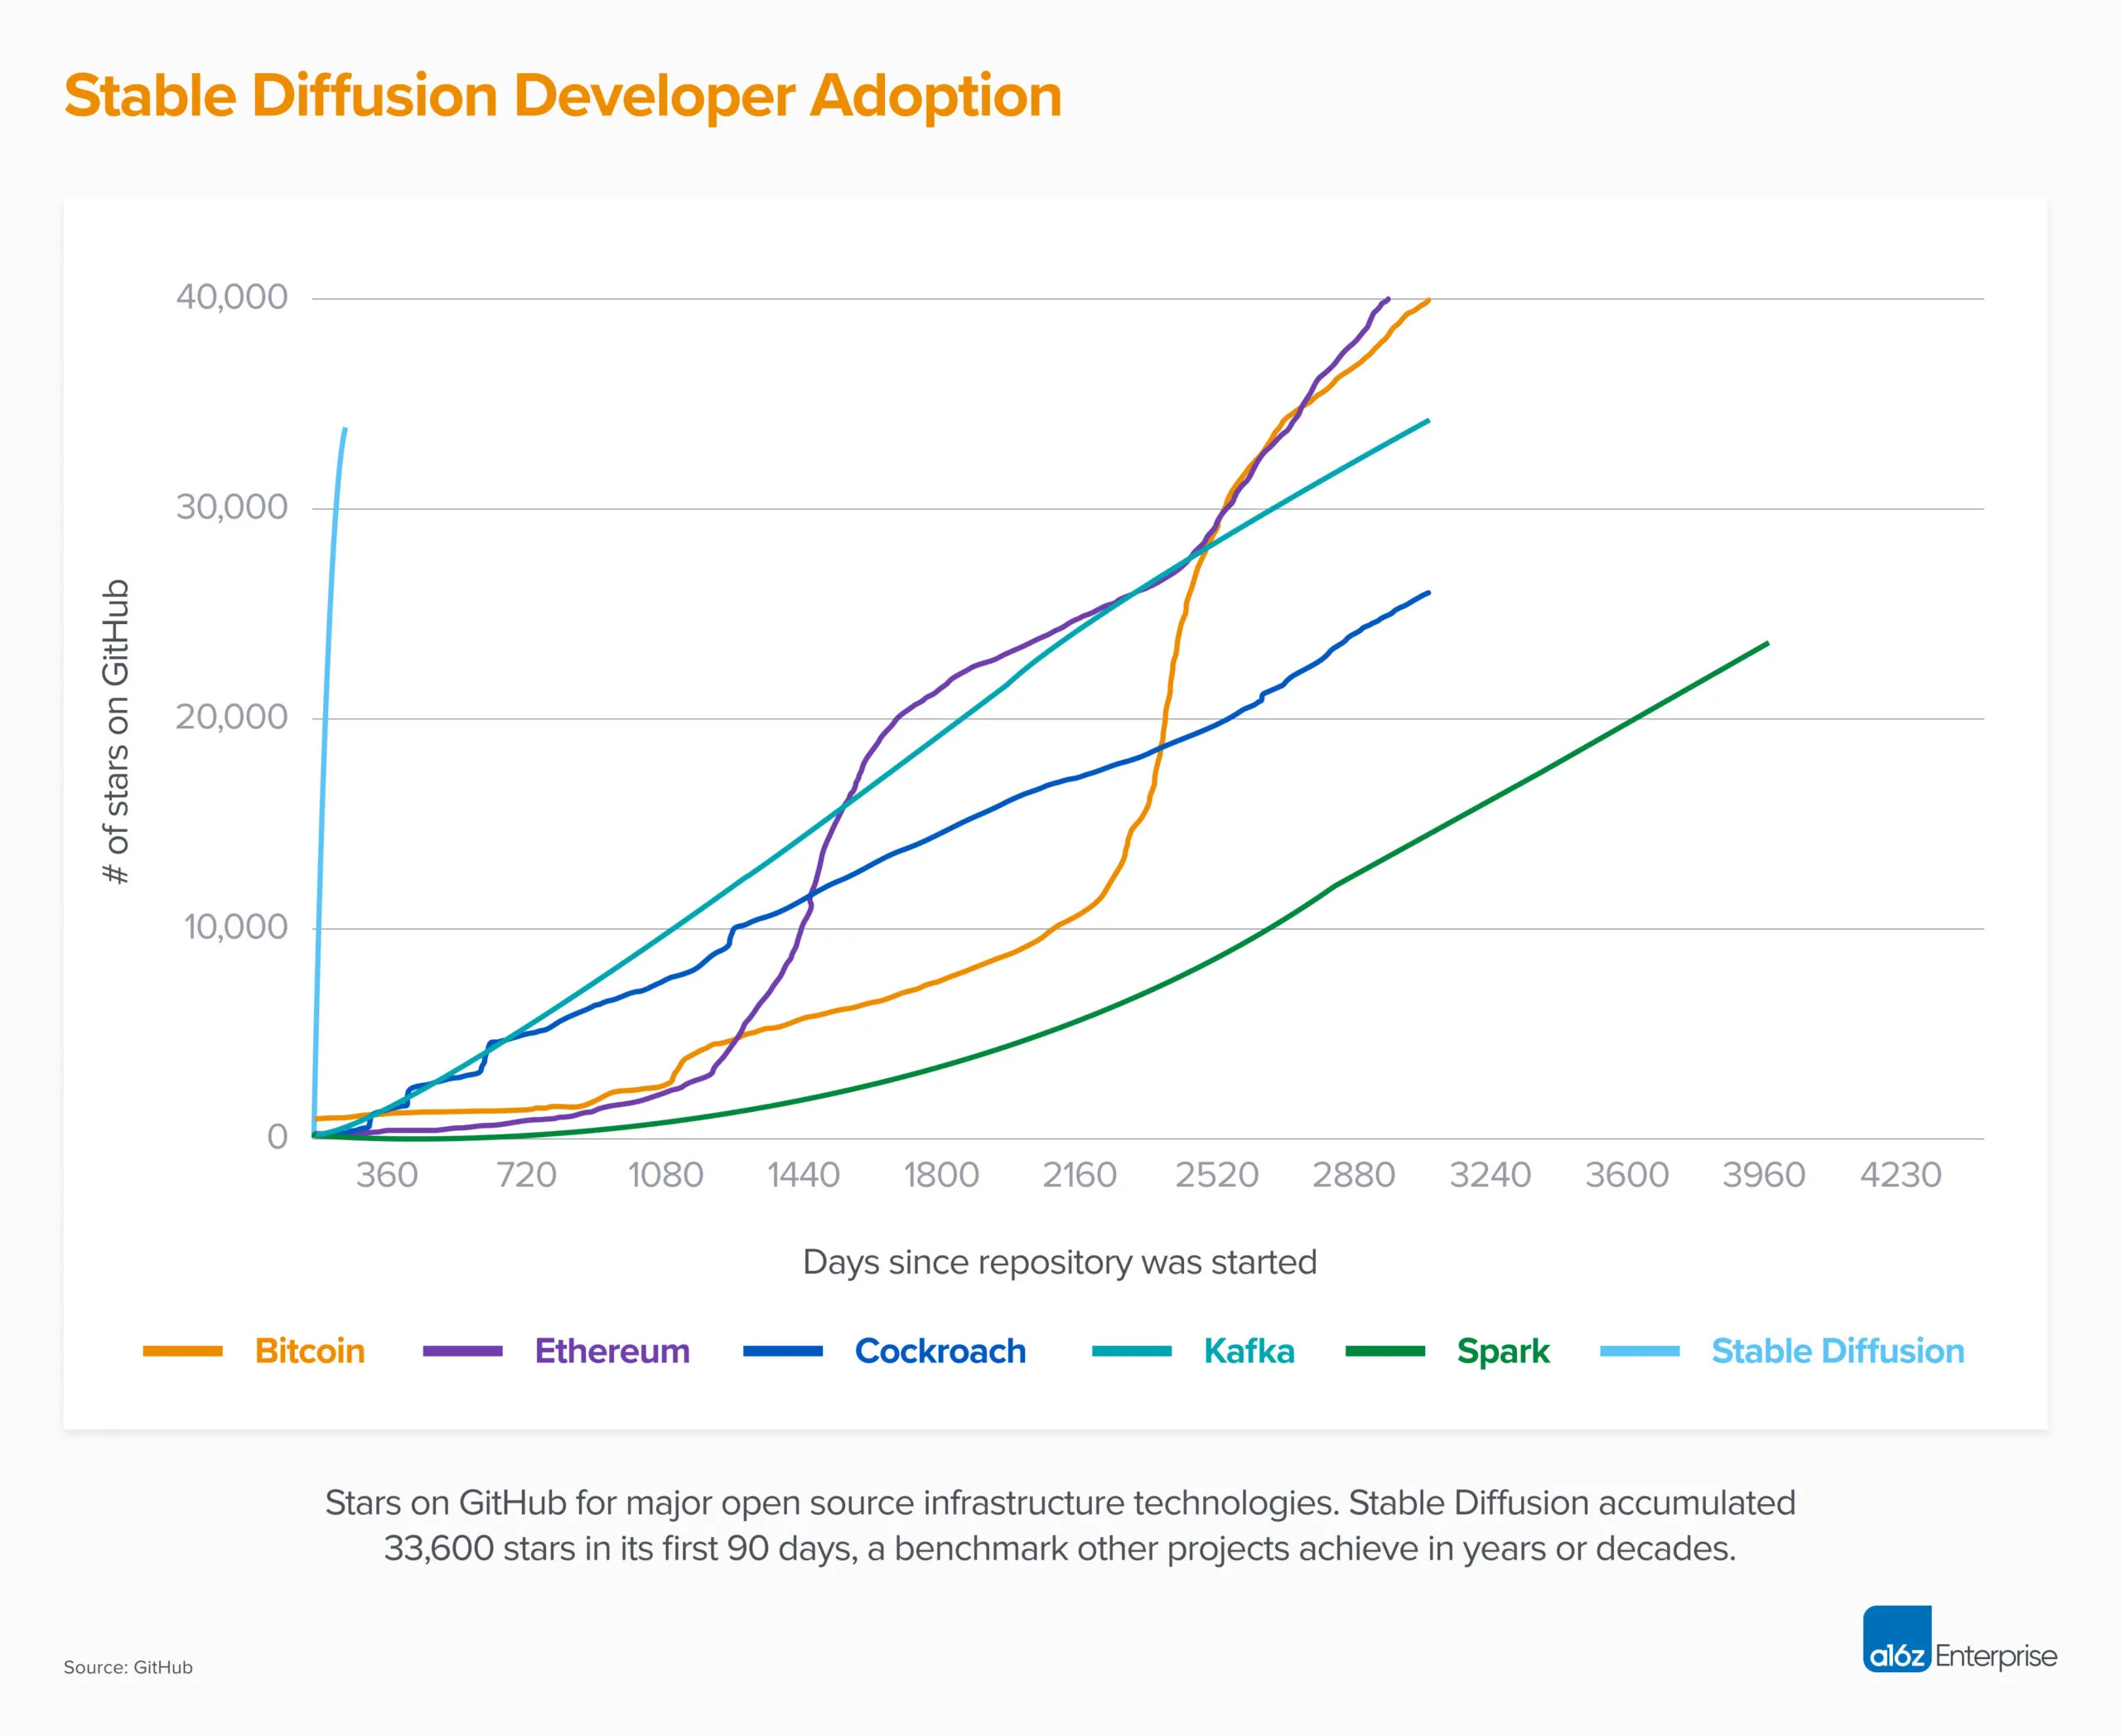 Stable Diffusion Developer Adoption
40,000
30,000
20,000
10,000
0
# of stars on GitHub
360 720 1080 1440 1800 2160 2520 2880 3240 3600 3960 4230
Days since repository was started
Bitcoin Ethereum Cockroach Kafka Spark Stable Diffusion
Stars on GitHub for major open source infrastructure technologies. Stable Diffusion accumulated
33,600 stars in its first 90 days, a benchmark other projects achieve in years or decades.
Source: GitHub
a16z Enterprise